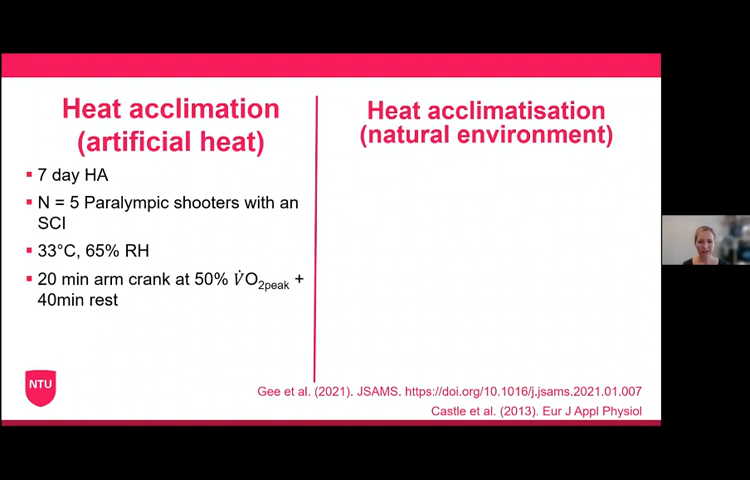 Heat acclimation
(artificial heat)
▪ 7 day HA
▪ N = 5 Paralympic shooters with an
SCI
▪ 33°C, 65% RH
▪ 20 min arm crank at 50% V̇O2peak +
40min rest
Heat acclimatisation
(natural environment)
NTU
Gee et al. (2021). JSAMS. https://doi.org/10.1016/j.jsams.2021.01.007
Castle et al. (2013). Eur J Appl Physiol